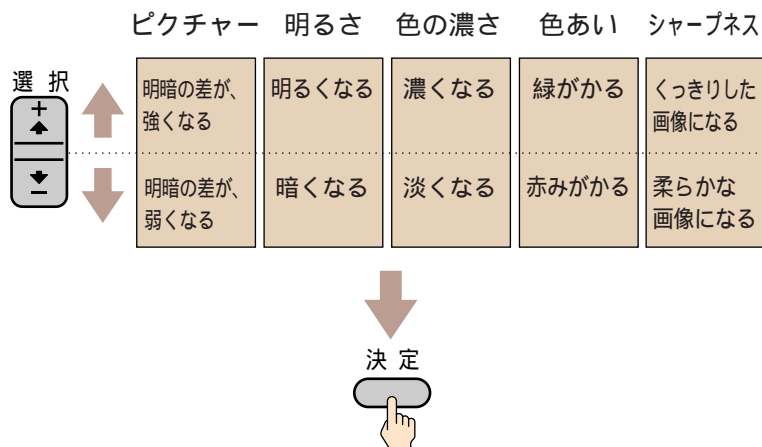 ピクチャー 明るさ 色の濃さ 色あい シャープネス
選 択
+
明暗の差が、
強くなる
明るくなる
濃くなる
緑がかる
くっきりした
画像になる
−
明暗の差が、
弱くなる
暗くなる
淡くなる
赤みがかる
柔らかな
画像になる
決 定